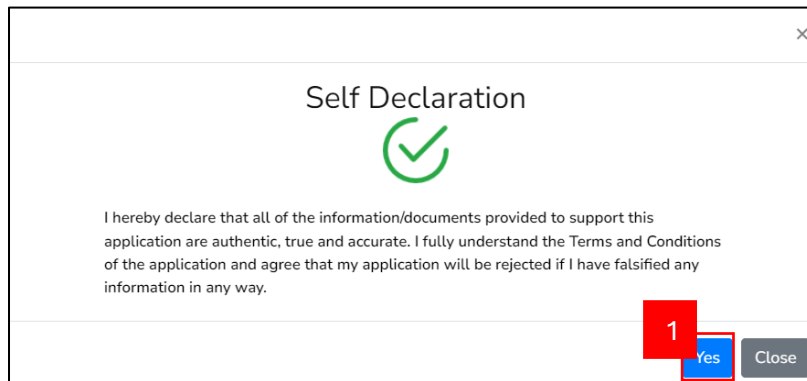 ×
Self Declaration
I hereby declare that all of the information/documents provided to support this
application are authentic, true and accurate. I fully understand the Terms and Conditions
of the application and agree that my application will be rejected if I have falsified any
information in any way.
1
Yes Close